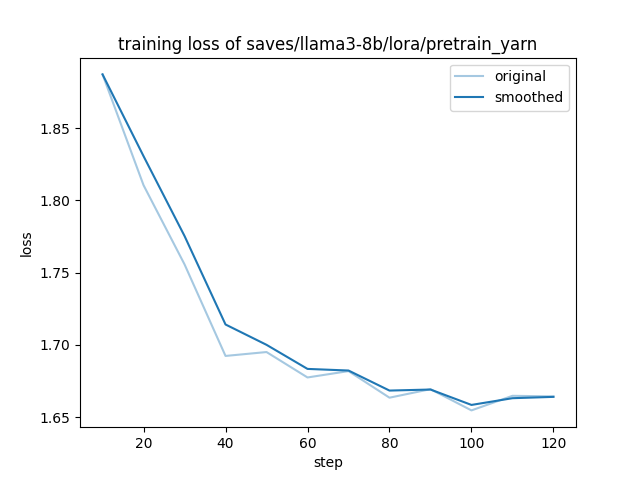 training loss of saves/llama3-8b/lora/pretrain_yarn
original
smoothed
1.85
1.80
1.75
1.70
1.65
loss
20 40 60 80 100 120
step